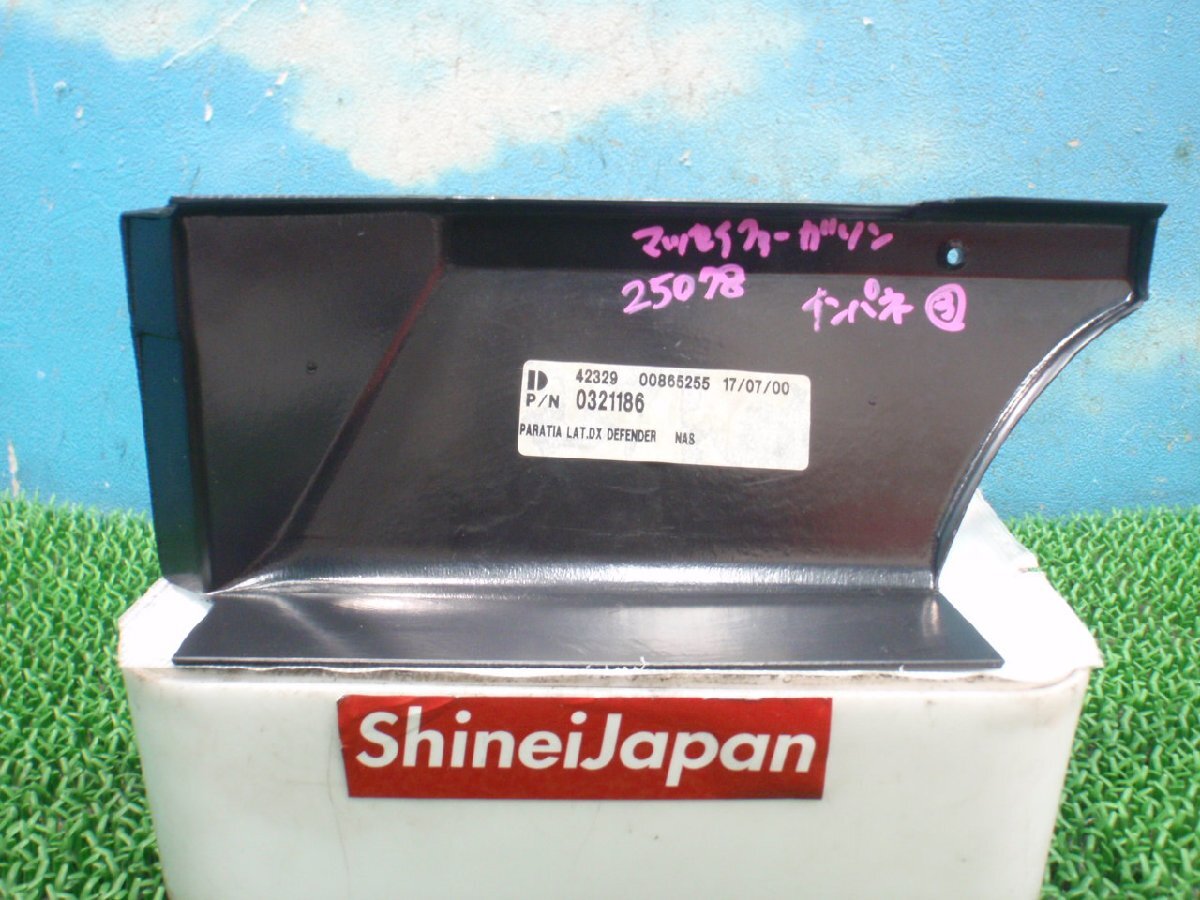 マッセイファーガソン
25078 インパネ ③
D 42329 00865255 17/07/00
P/N 0321186
PARATIA LAT.DX DEFENDER NAS
ShineiJapan